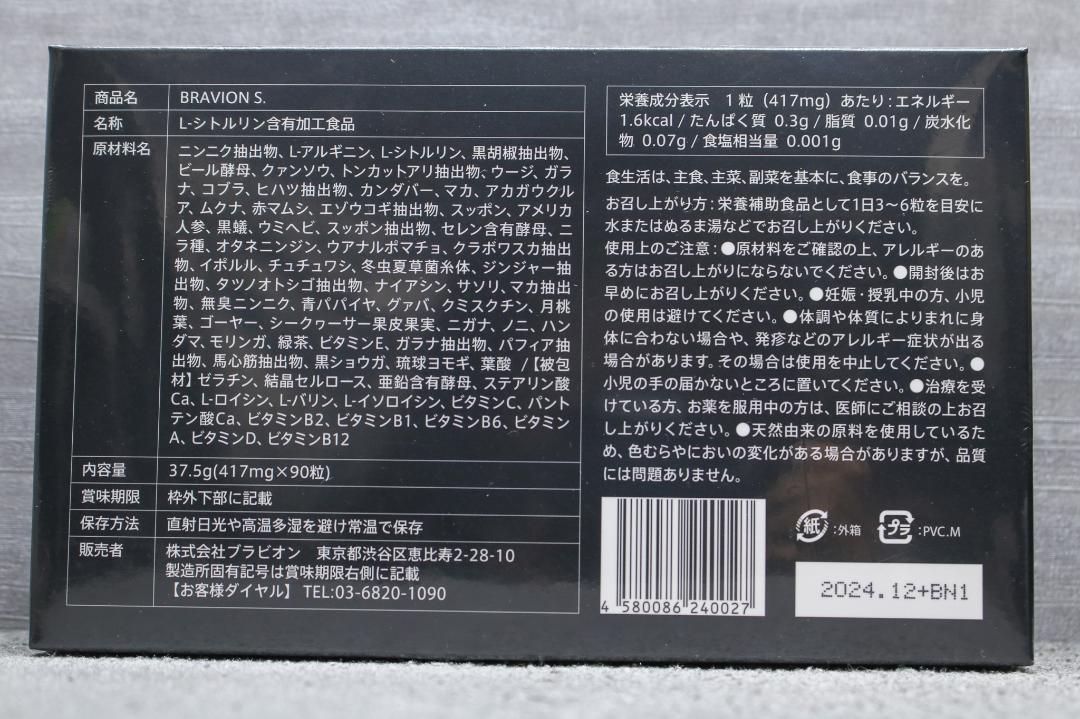 商品名 BRAVION S.
名称 L-シトルリン含有加工食品
原材料名 ニンニク抽出物、L-アルギニン、L-シトルリン、黒胡椒抽出物、
ビール酵母、クァンソウ、トンカットアリ抽出物、ウージ、ガラ
ナ、コブラ、ヒハツ抽出物、カンダバー、マカ、アカガウクル
ア、ムクナ、赤マムシ、エゾウコギ抽出物、スッポン、アメリカ
人参、黒蟻、ウミヘビ、スッポン抽出物、セレン含有酵母、ニ
ラ種、オタネニンジン、ウアナルポマチョ、クラボワスカ抽出
物、イポルル、チュチュワシ、冬虫夏草菌糸体、ジンジャー抽
出物、タツノオトシゴ抽出物、ナイアシン、サソリ、マカ抽出
物、無臭ニンニク、青パパイヤ、グァバ、クミスクチン、月桃
葉、ゴーヤー、シークヮーサー果皮果実、ニガナ、ノニ、ハン
ダマ、モリンガ、緑茶、ビタミンE、ガラナ抽出物、パフィア抽
出物、馬心筋抽出物、黒ショウガ、琉球ヨモギ、葉酸 /【被包
材】ゼラチン、結晶セルロース、亜鉛含有酵母、ステアリン酸
Ca、L-ロイシン、L-バリン、L-イソロイシン、ビタミンC、パント
テン酸Ca、ビタミンB2、ビタミンB1、ビタミンB6、ビタミン
A、ビタミンD、ビタミンB12
内容量 37.5g(417mg×90粒)
賞味期限 枠外下部に記載
保存方法 直射日光や高温多湿を避け常温で保存
販売者 株式会社ブラビオン 東京都渋谷区恵比寿2-28-10
製造所固有記号は賞味期限右側に記載
【お客様ダイヤル】 TEL:03-6820-1090
栄養成分表示 1粒（417mg）あたり:エネルギー
1.6kcal / たんぱく質 0.3g / 脂質 0.01g / 炭水化
物 0.07g / 食塩相当量 0.001g
食生活は、主食、主菜、副菜を基本に、食事のバランスを。
お召し上がり方:栄養補助食品として1日3〜6粒を目安に
水またはぬるま湯などでお召し上がりください。
使用上のご注意:●原材料をご確認の上、アレルギーのあ
る方はお召し上がりにならないでください。●開封後はお
早めにお召し上がりください。●妊娠・授乳中の方、小児
の使用は避けてください。●体調や体質によりまれに身
体に合わない場合や、発疹などのアレルギー症状が出る
場合があります。その場合は使用を中止してください。●
小児の手の届かないところに置いてください。●治療を受
けている方、お薬を服用中の方は、医師にご相談の上お召
し上がりください。●天然由来の原料を使用しているた
め、色むらやにおいの変化がある場合がありますが、品質
には問題ありません。
紙 :外箱 プラ :PVC.M
4 580086 240027
2024.12+BN1